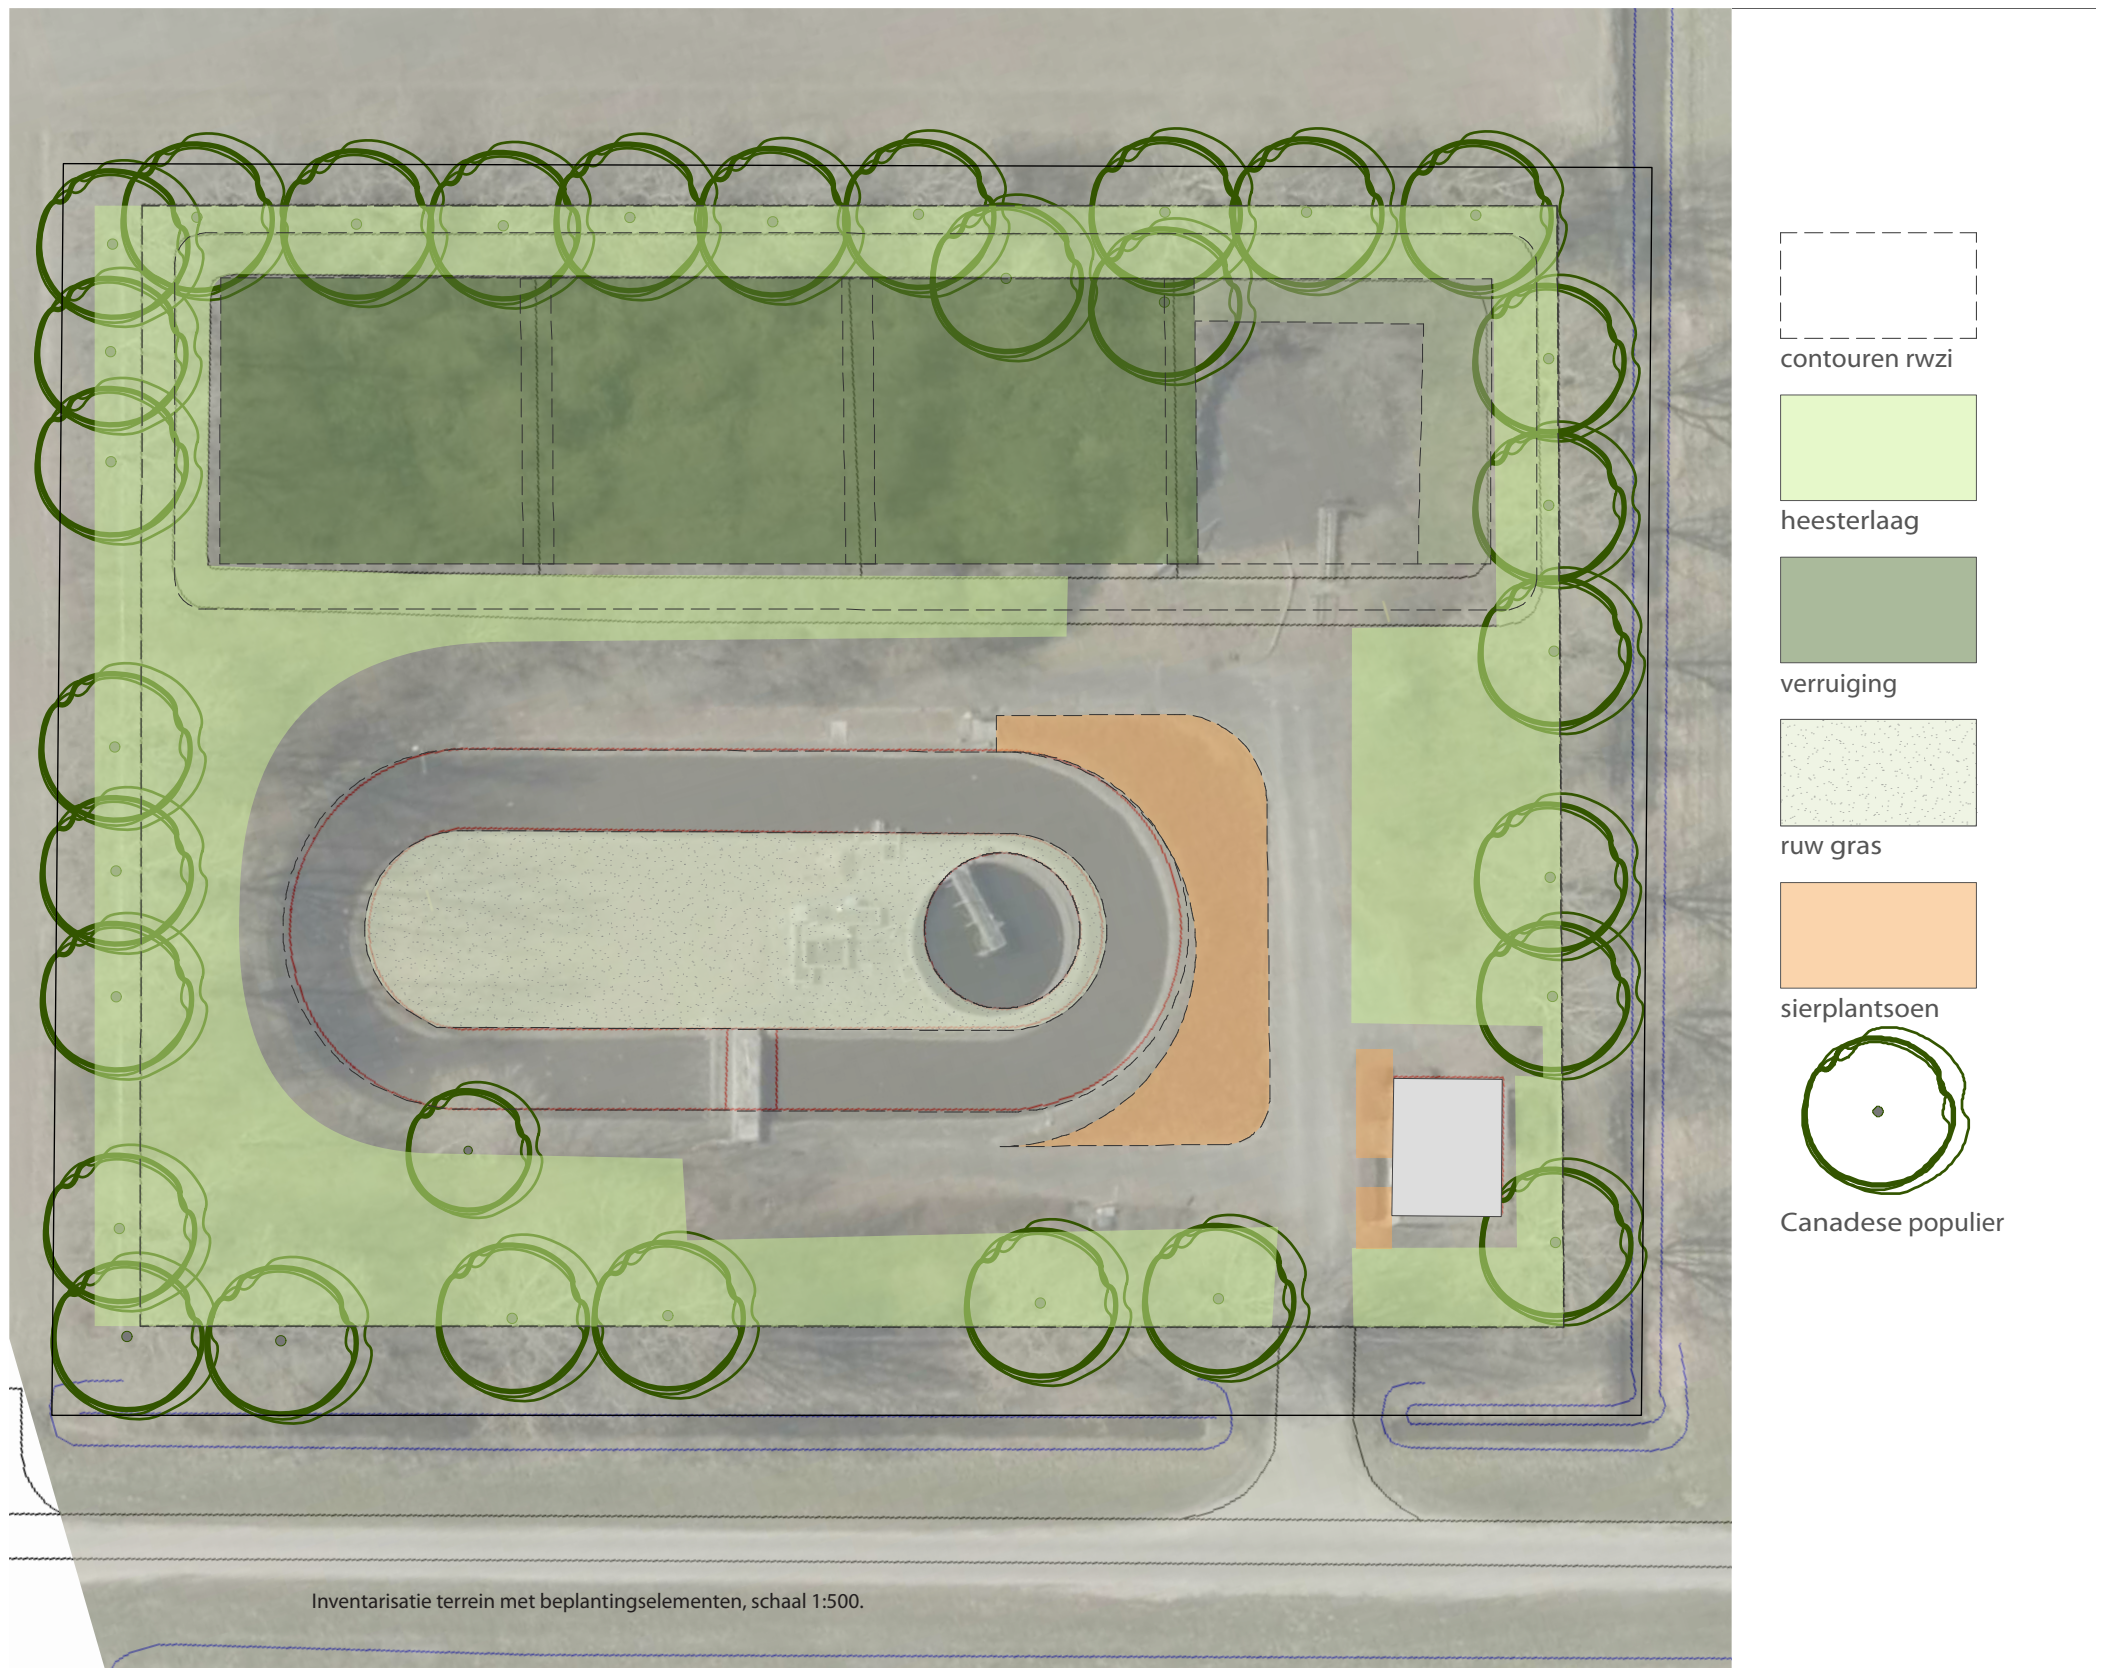 contouren rwzi
heesterlaag
verruiging
ruw gras
sierplantsoen
Canadese populier
Inventarisatie terrein met beplantingselementen, schaal 1:500.